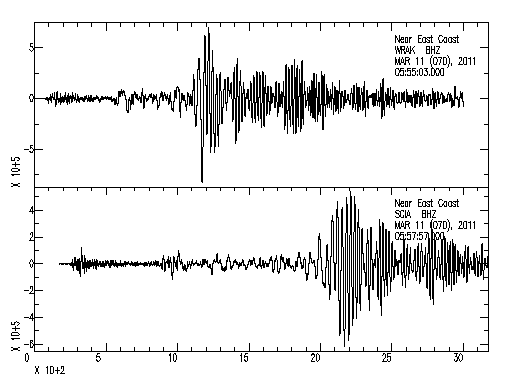 Near East Coast
WRAK BHZ
MAR 11 (070), 2011
05:55:03.000
5
0
-5
X 10+5
Near East Coast
SCIA BHZ
MAR 11 (070), 2011
05:57:57.000
4
2
0
-2
-4
-6
X 10+5
0 5 10 15 20 25 30
X 10+2